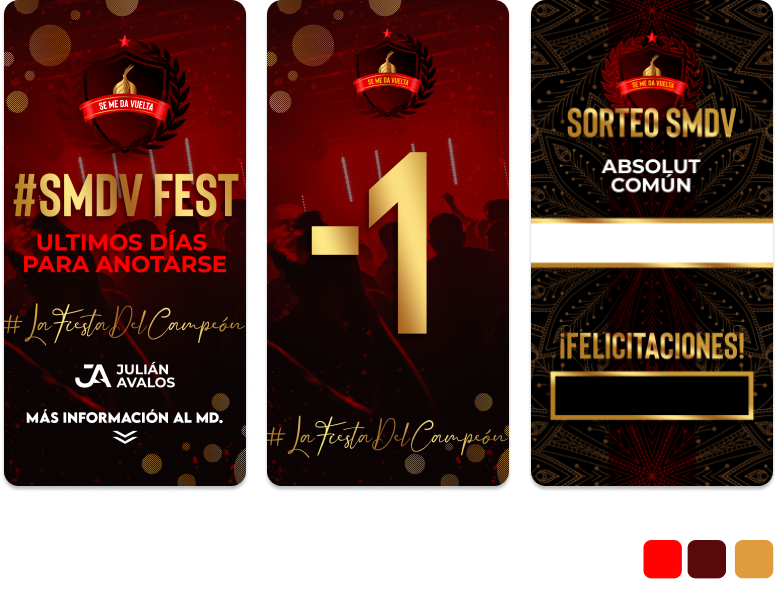 SE ME DA VUELTA
#SMDV FEST
ULTIMOS DÍAS
PARA ANOTARSE
# LaFiestaDelCampeón
JA JULIÁN
AVALOS
MÁS INFORMACIÓN AL MD.
SE ME DA VUELTA
-1
# LaFiestaDelCampeón
SE ME DA VUELTA
SORTEO SMDV
ABSOLUT
COMÚN
¡FELICITACIONES!